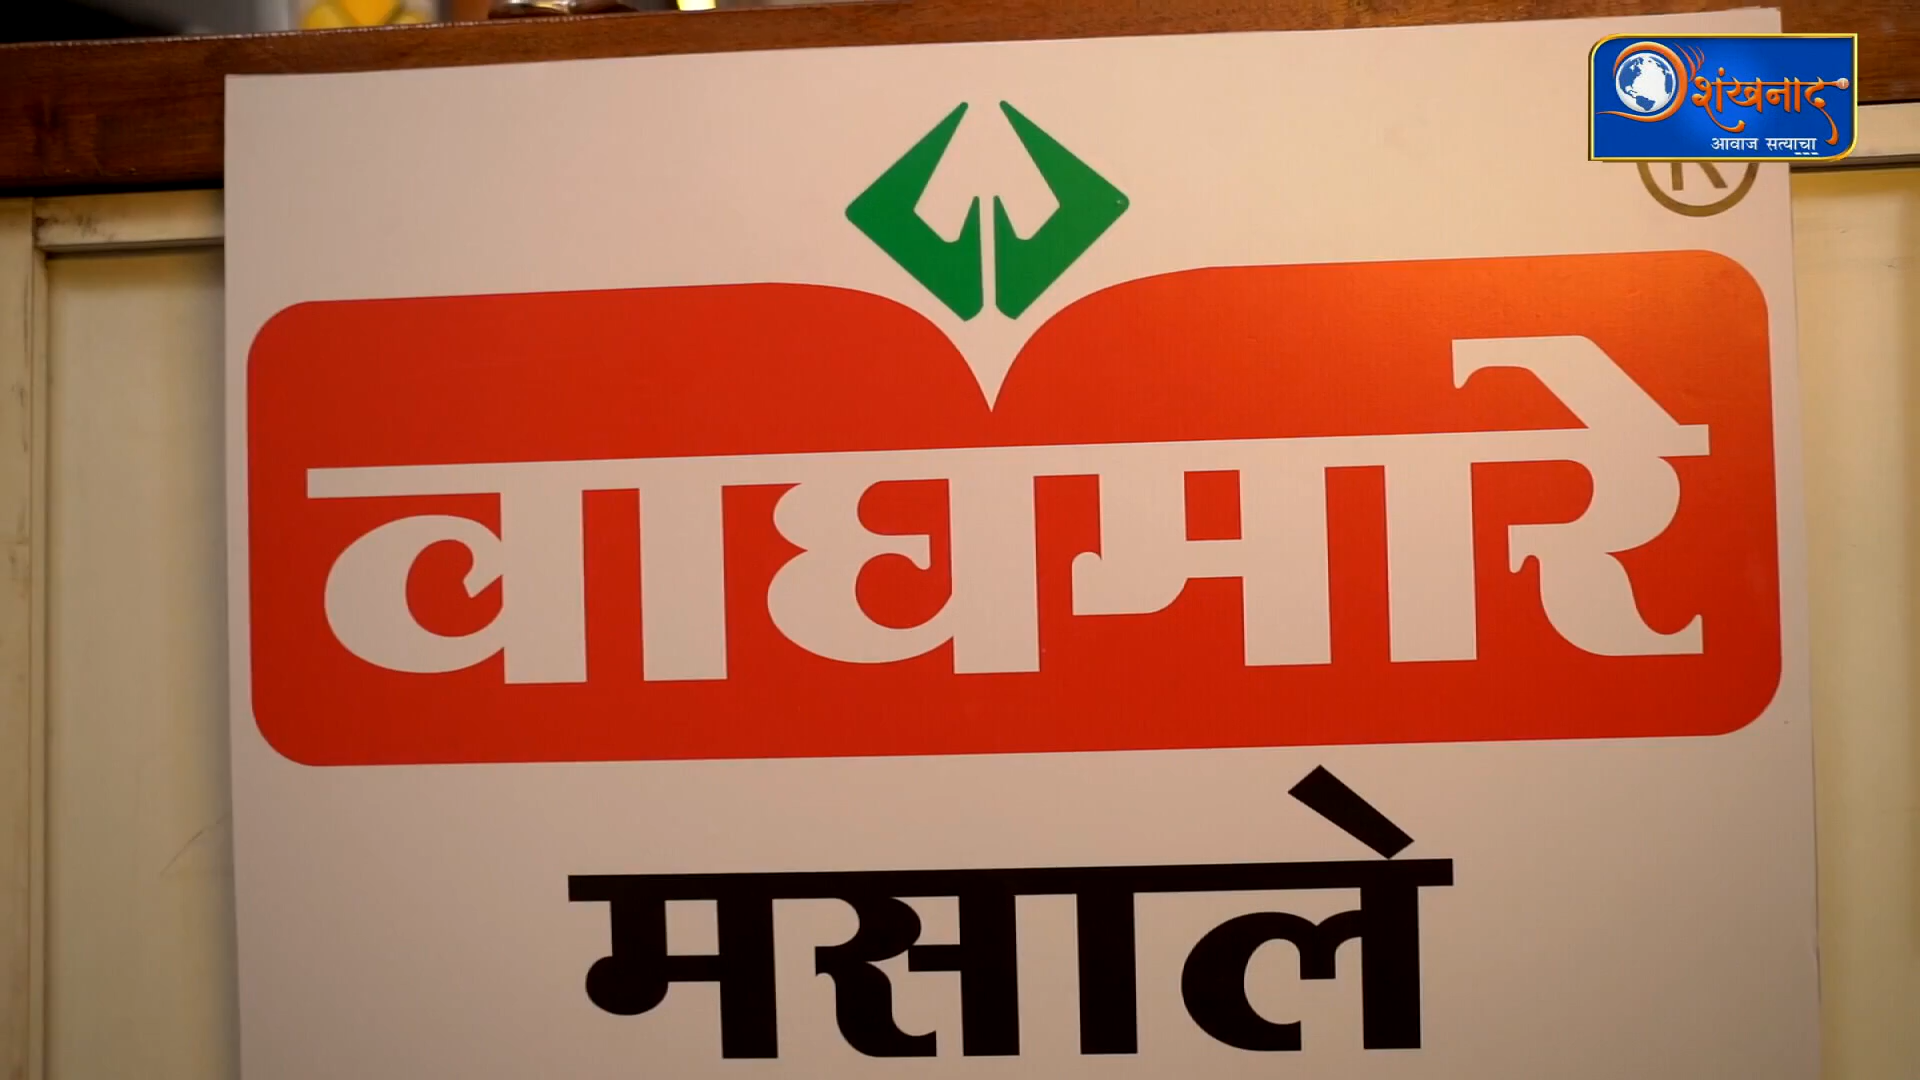 शंखनाद
आवाज सत्याचा
वाघमारे
मसाले